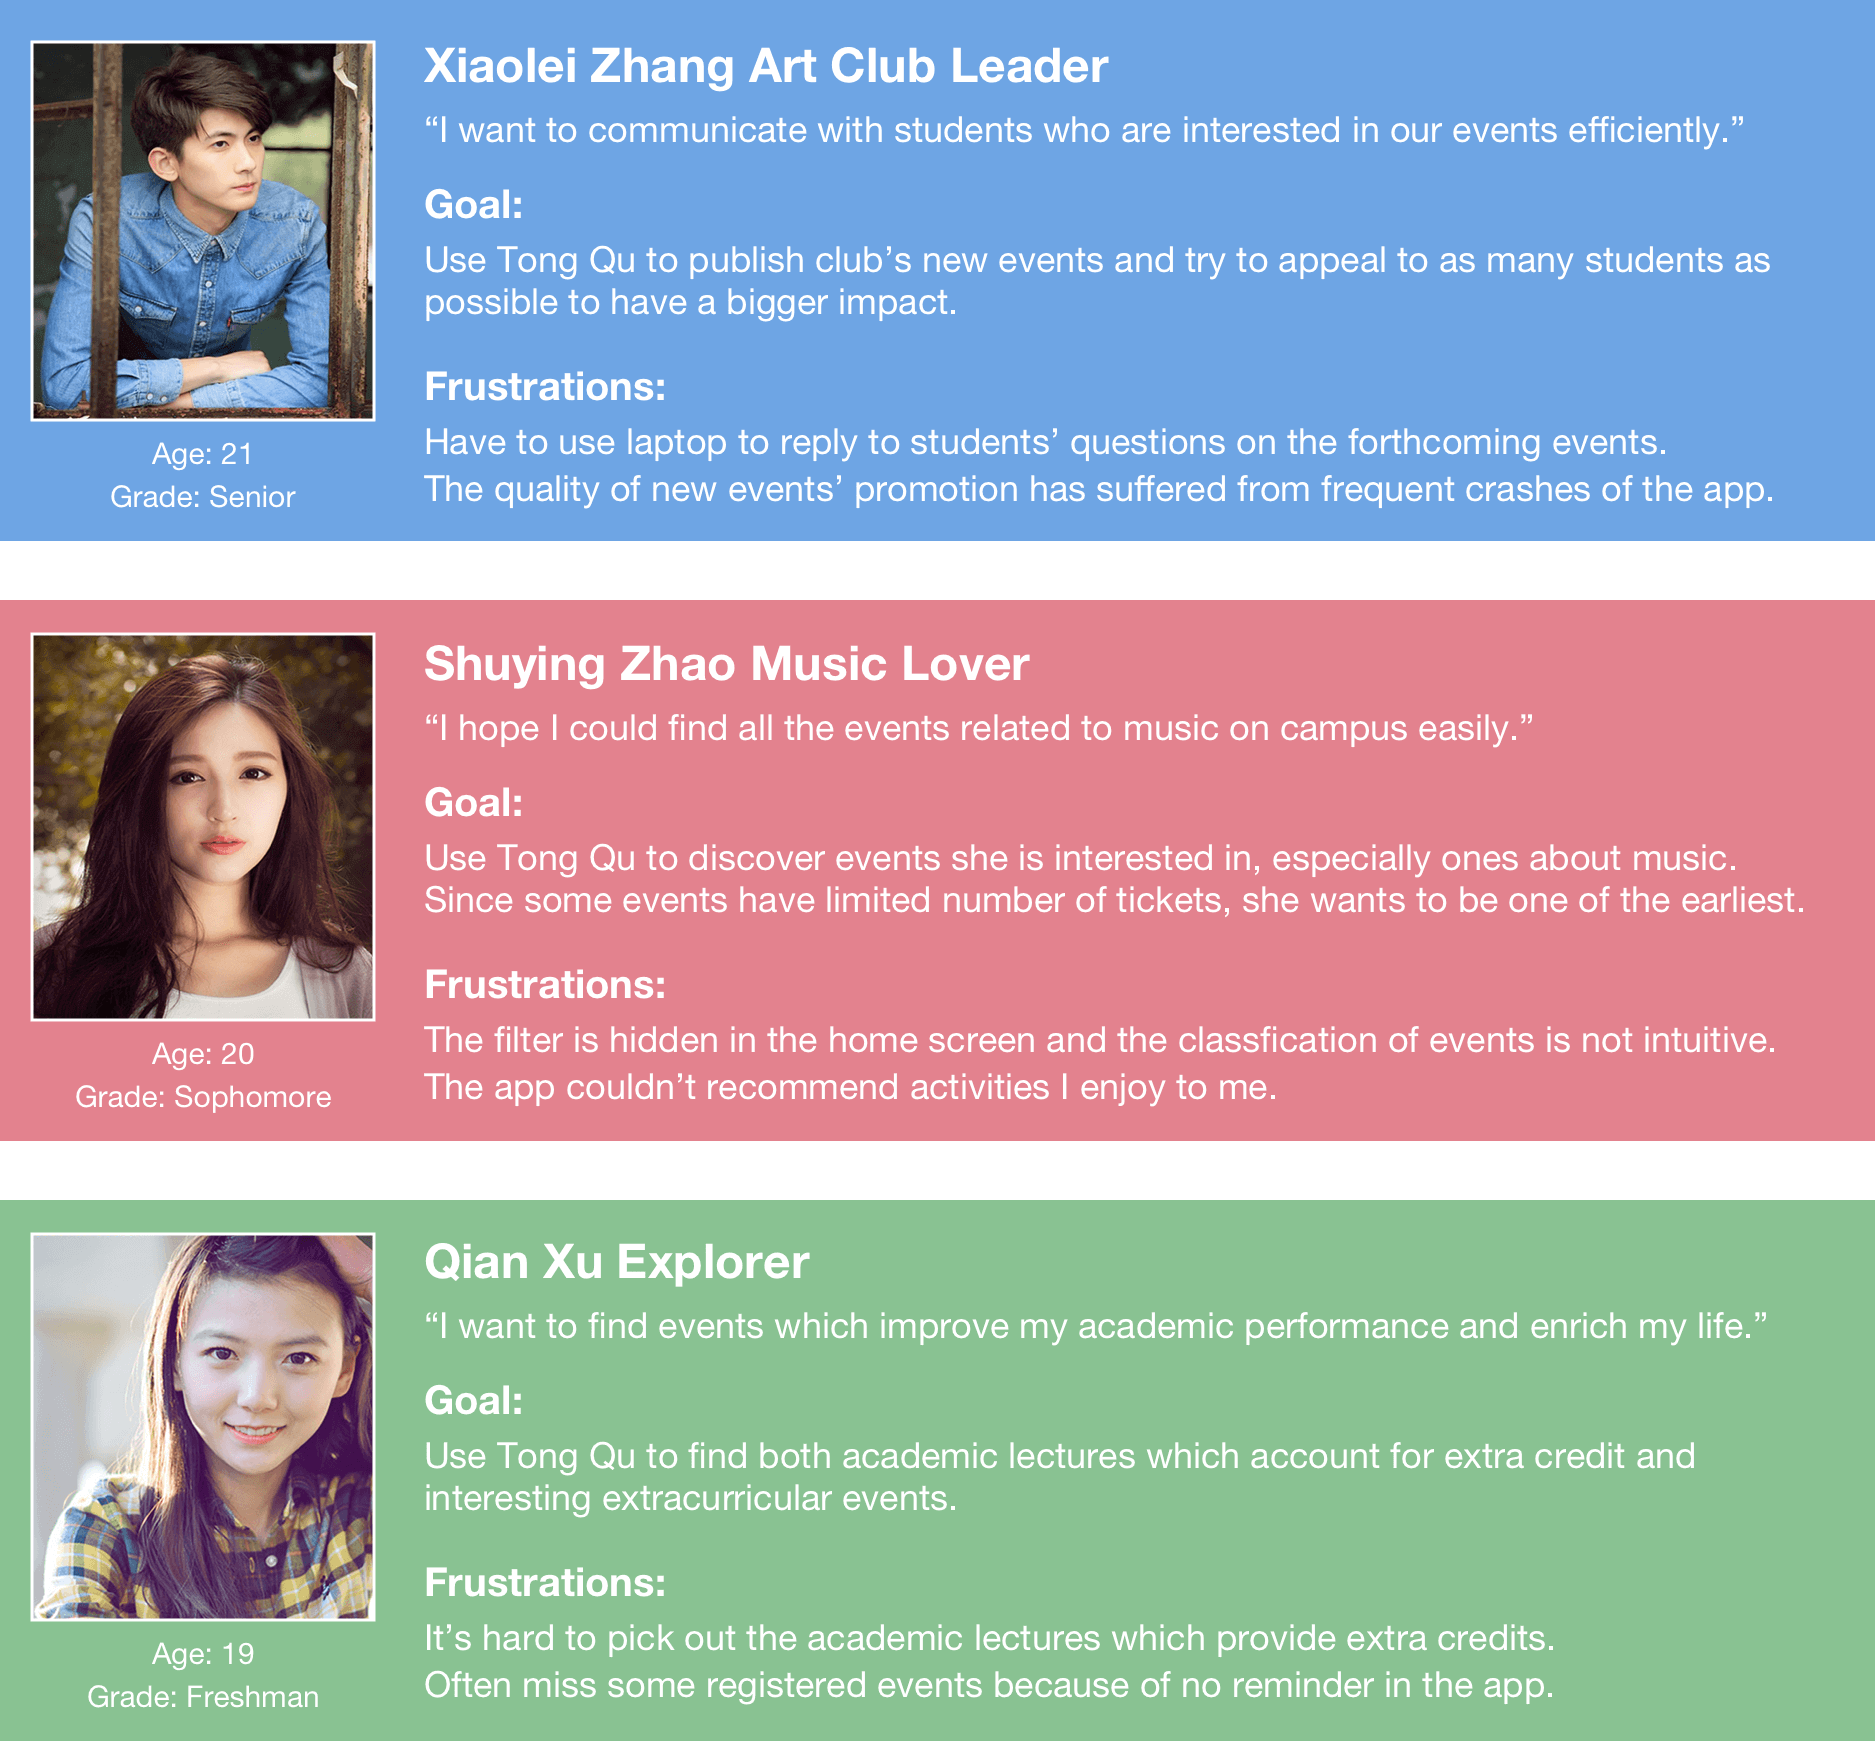 Xiaolei Zhang Art Club Leader
“I want to communicate with students who are interested in our events efficiently.”
Goal:
Use Tong Qu to publish club’s new events and try to appeal to as many students as
possible to have a bigger impact.
Frustrations:
Have to use laptop to reply to students’ questions on the forthcoming events.
The quality of new events’ promotion has suffered from frequent crashes of the app.
Age: 21
Grade: Senior
Shuying Zhao Music Lover
“I hope I could find all the events related to music on campus easily.”
Goal:
Use Tong Qu to discover events she is interested in, especially ones about music.
Since some events have limited number of tickets, she wants to be one of the earliest.
Frustrations:
The filter is hidden in the home screen and the classfication of events is not intuitive.
The app couldn’t recommend activities I enjoy to me.
Age: 20
Grade: Sophomore
Qian Xu Explorer
“I want to find events which improve my academic performance and enrich my life.”
Goal:
Use Tong Qu to find both academic lectures which account for extra credit and
interesting extracurricular events.
Frustrations:
It’s hard to pick out the academic lectures which provide extra credits.
Often miss some registered events because of no reminder in the app.
Age: 19
Grade: Freshman